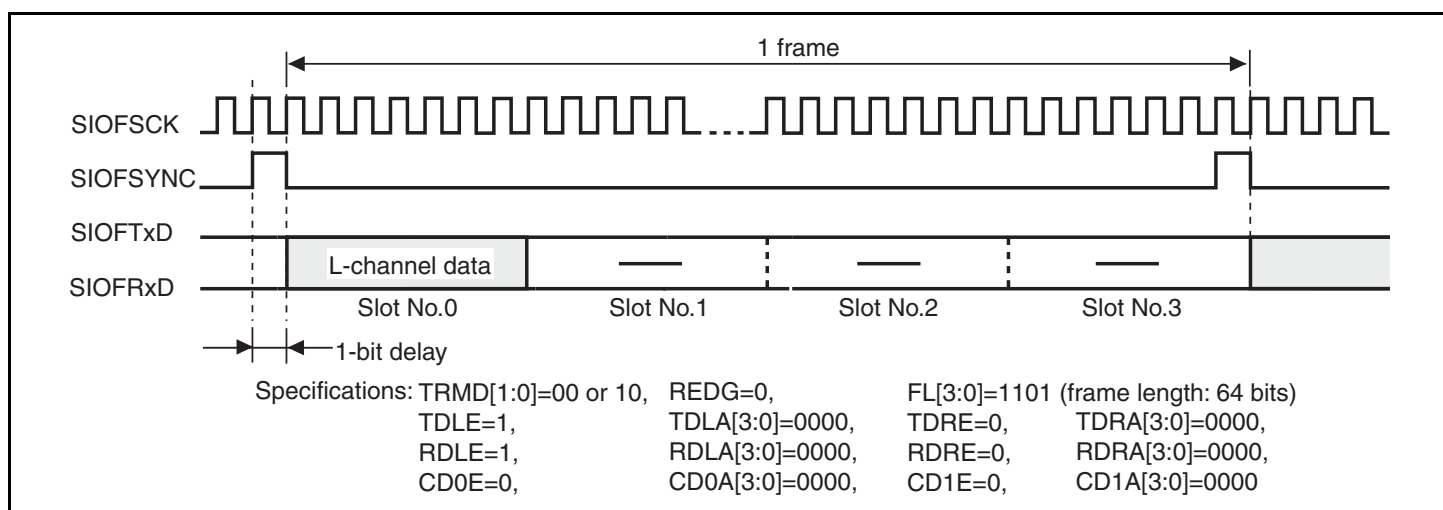 1 frame
SIOFSCK
SIOFSYNC
SIOFTxD
SIOFRxD
L-channel data
Slot No.0 Slot No.1 Slot No.2 Slot No.3
1-bit delay
Specifications: TRMD[1:0]=00 or 10, REDG=0, FL[3:0]=1101 (frame length: 64 bits)
TDLE=1, TDLA[3:0]=0000, TDRE=0, TDRA[3:0]=0000,
RDLE=1, RDLA[3:0]=0000, RDRE=0, RDRA[3:0]=0000,
CD0E=0, CD0A[3:0]=0000, CD1E=0, CD1A[3:0]=0000